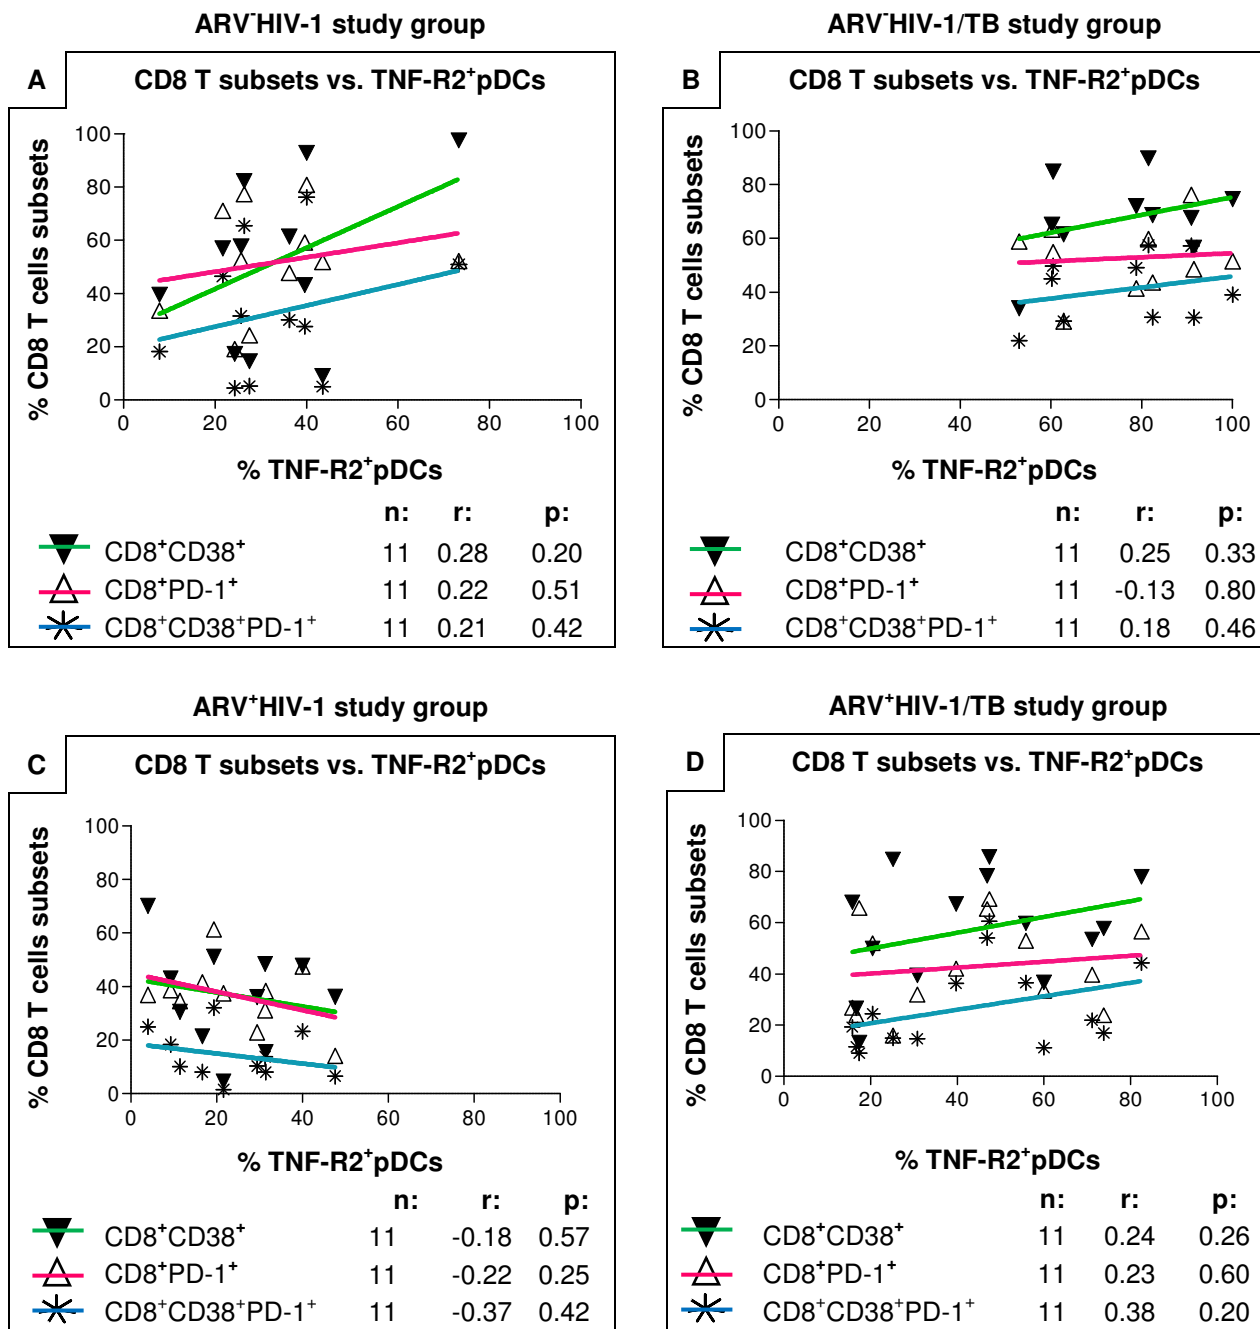 ARV⁻HIV-1 study group
A
CD8 T subsets vs. TNF-R2⁺pDCs
% CD8 T cells subsets
100
80
60
40
20
0
0 20 40 60 80 100
% TNF-R2⁺pDCs
n: r: p:
CD8⁺CD38⁺ 11 0.28 0.20
CD8⁺PD-1⁺ 11 0.22 0.51
CD8⁺CD38⁺PD-1⁺ 11 0.21 0.42
ARV⁻HIV-1/TB study group
B
CD8 T subsets vs. TNF-R2⁺pDCs
% CD8 T cells subsets
100
80
60
40
20
0
0 20 40 60 80 100
% TNF-R2⁺pDCs
n: r: p:
CD8⁺CD38⁺ 11 0.25 0.33
CD8⁺PD-1⁺ 11 -0.13 0.80
CD8⁺CD38⁺PD-1⁺ 11 0.18 0.46
ARV⁺HIV-1 study group
C
CD8 T subsets vs. TNF-R2⁺pDCs
% CD8 T cells subsets
100
80
60
40
20
0
0 20 40 60 80 100
% TNF-R2⁺pDCs
n: r: p:
CD8⁺CD38⁺ 11 -0.18 0.57
CD8⁺PD-1⁺ 11 -0.22 0.25
CD8⁺CD38⁺PD-1⁺ 11 -0.37 0.42
ARV⁺HIV-1/TB study group
D
CD8 T subsets vs. TNF-R2⁺pDCs
% CD8 T cells subsets
100
80
60
40
20
0
0 20 40 60 80 100
% TNF-R2⁺pDCs
n: r: p:
CD8⁺CD38⁺ 11 0.24 0.26
CD8⁺PD-1⁺ 11 0.23 0.60
CD8⁺CD38⁺PD-1⁺ 11 0.38 0.20